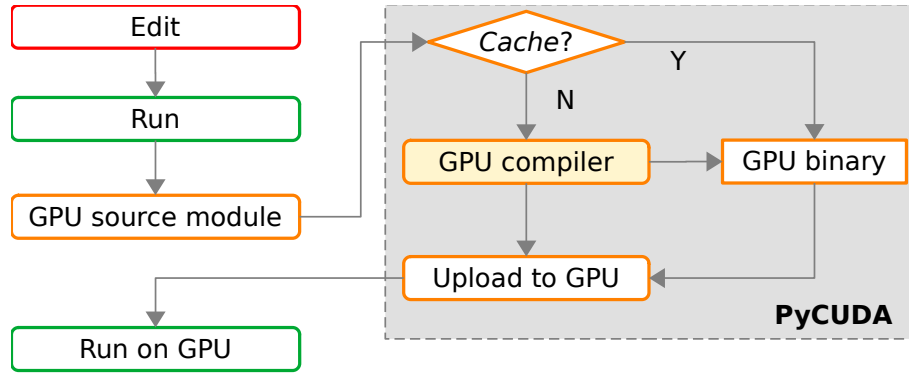 Edit
Run
GPU source module
Cache?
Y
N
GPU compiler
GPU binary
Upload to GPU
PyCUDA
Run on GPU